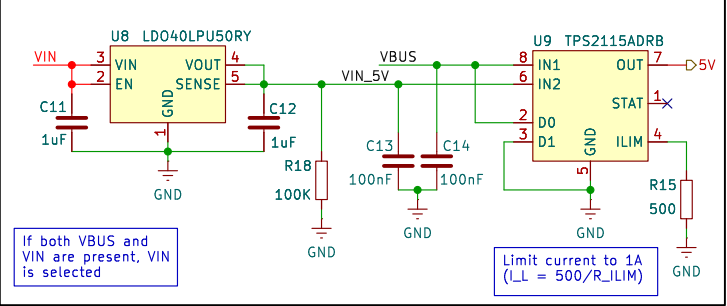 U8 LDO40LPU50RY
VIN
3 VIN VOUT 4
2 EN SENSE 5
GND
1
C11
1uF
C12
1uF
GND
R18
100K
GND
VBUS
VIN_5V
C13
100nF
C14
100nF
GND
U9 TPS2115ADRB
8 IN1 OUT 7
5V
6 IN2
STAT 1
2 D0
3 D1 ILIM 4
GND
5
GND
R15
500
GND
If both VBUS and
VIN are present, VIN
is selected
Limit current to 1A
(I_L = 500/R_ILIM)